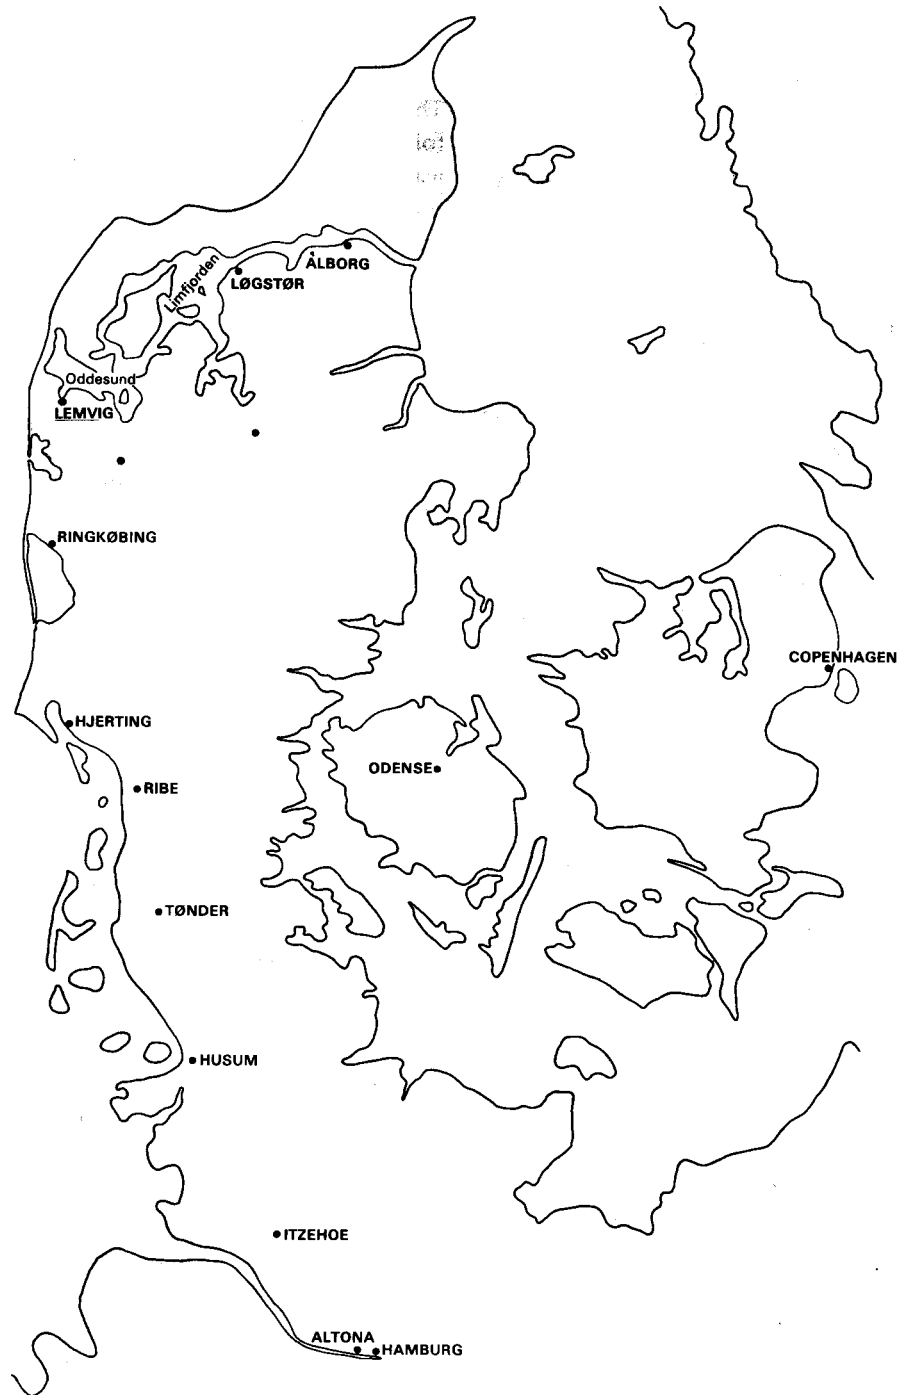 ÅLBORG
LØGSTØR
Limfjorden
Oddesund
LEMVIG
RINGKØBING
COPENHAGEN
HJERTING
ODENSE
RIBE
TØNDER
HUSUM
ITZEHOE
ALTONA
HAMBURG